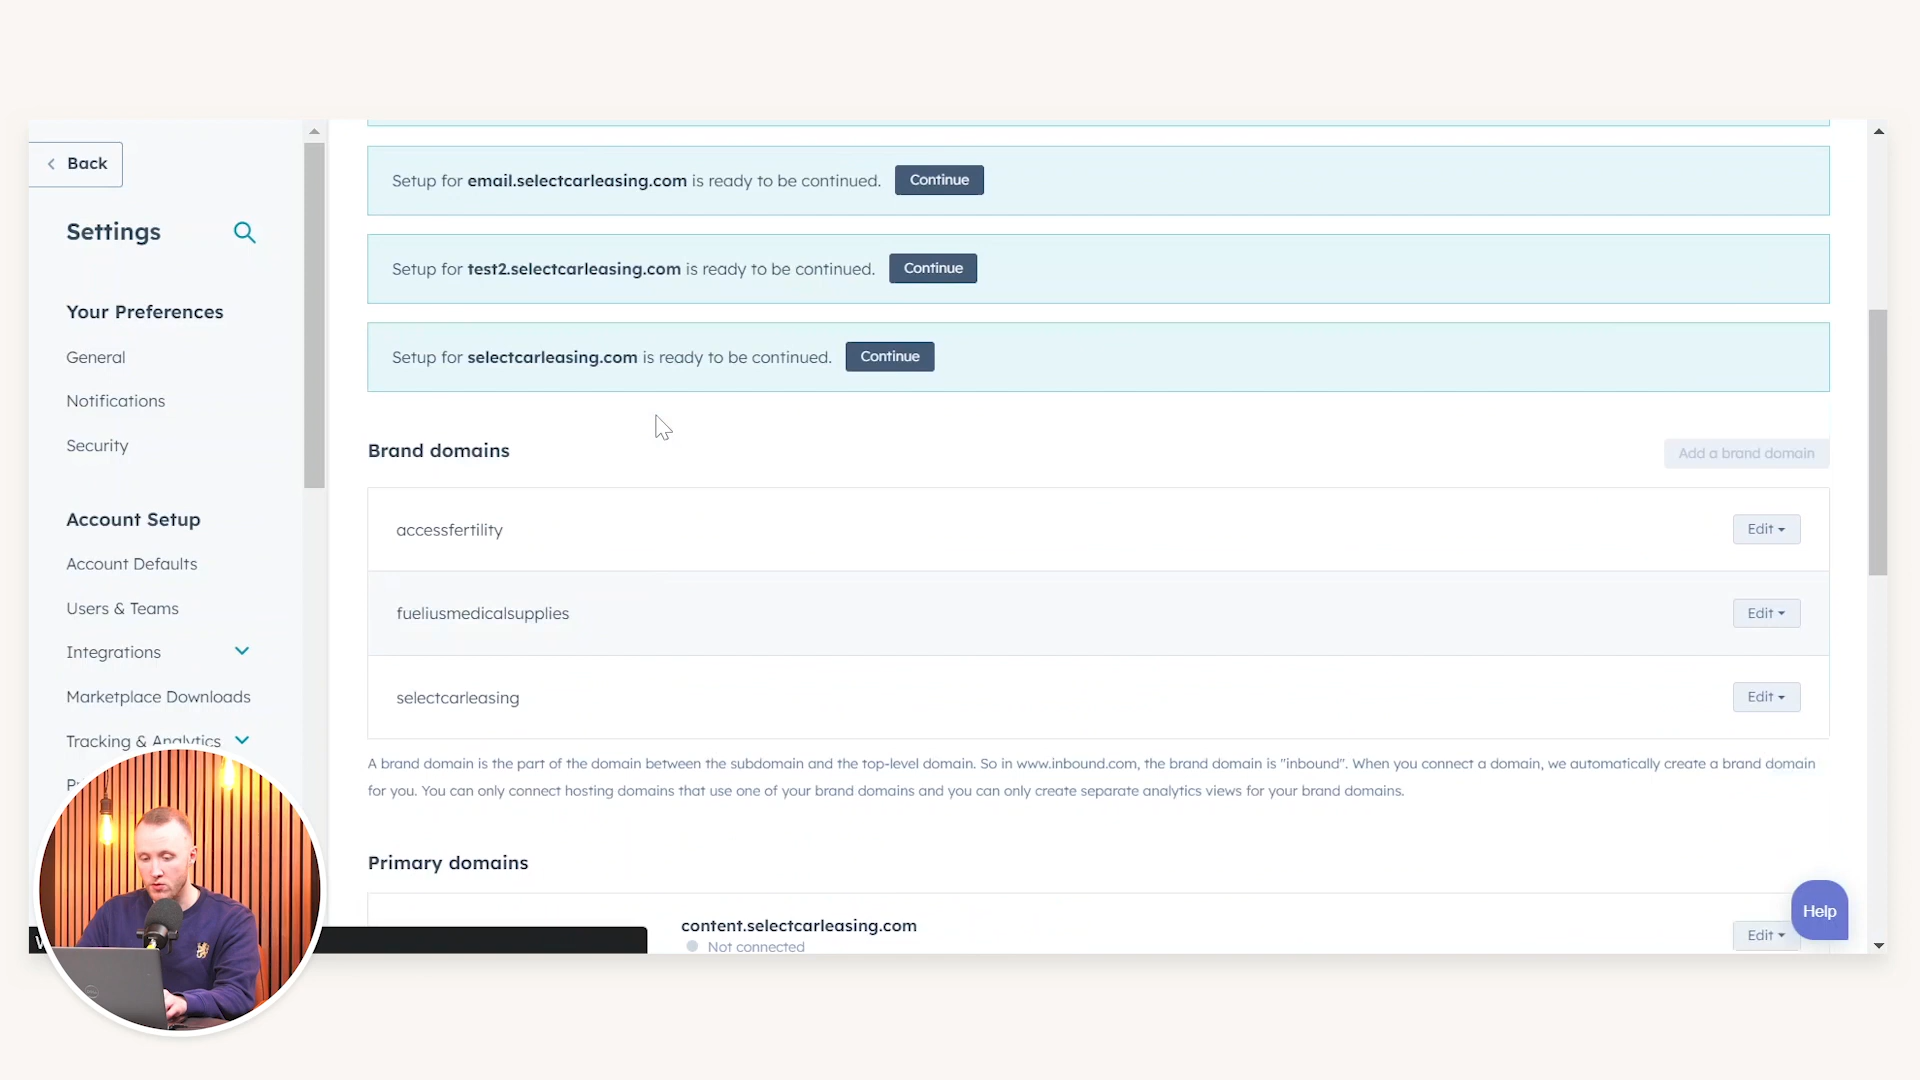 Back
Settings
Your Preferences
General
Notifications
Security
Account Setup
Account Defaults
Users & Teams
Integrations
Marketplace Downloads
Tracking & Analytics
Setup for email.selectcarleasing.com is ready to be continued. Continue
Setup for test2.selectcarleasing.com is ready to be continued. Continue
Setup for selectcarleasing.com is ready to be continued. Continue
Brand domains
Add a brand domain
accessfertility
Edit
fueliusmedicalsupplies
Edit
selectcarleasing
Edit
A brand domain is the part of the domain between the subdomain and the top-level domain. So in www.inbound.com, the brand domain is "inbound". When you connect a domain, we automatically create a brand domain
for you. You can only connect hosting domains that use one of your brand domains and you can only create separate analytics views for your brand domains.
Primary domains
content.selectcarleasing.com
Not connected
Edit
Help